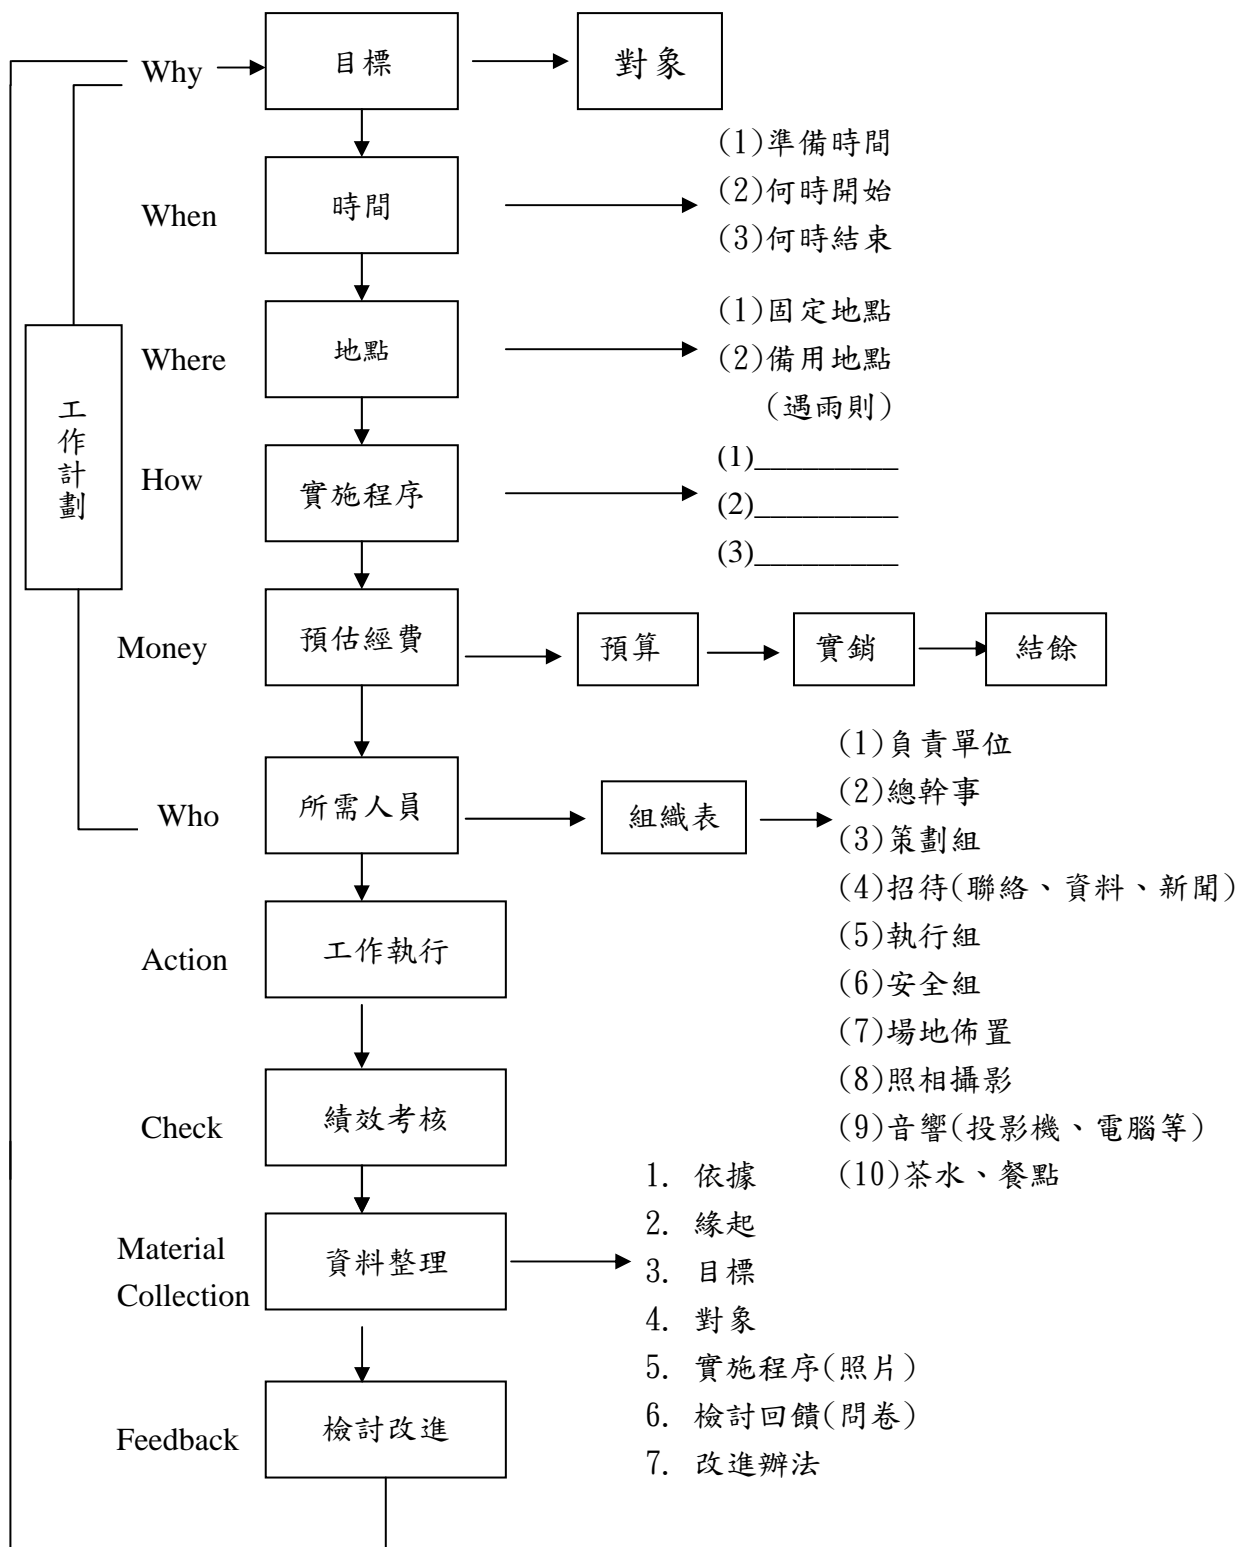 Why
目標
對象
When
時間
(1)準備時間
(2)何時開始
(3)何時結束
Where
地點
(1)固定地點
(2)備用地點
(遇雨則)
工作計劃
How
實施程序
(1)_________
(2)_________
(3)_________
Money
預估經費
預算
實銷
結餘
Who
所需人員
組織表
(1)負責單位
(2)總幹事
(3)策劃組
(4)招待(聯絡、資料、新聞)
(5)執行組
(6)安全組
(7)場地佈置
(8)照相攝影
(9)音響(投影機、電腦等)
(10)茶水、餐點
Action
工作執行
Check
績效考核
Material
Collection
資料整理
1. 依據
2. 緣起
3. 目標
4. 對象
5. 實施程序(照片)
6. 檢討回饋(問卷)
7. 改進辦法
Feedback
檢討改進